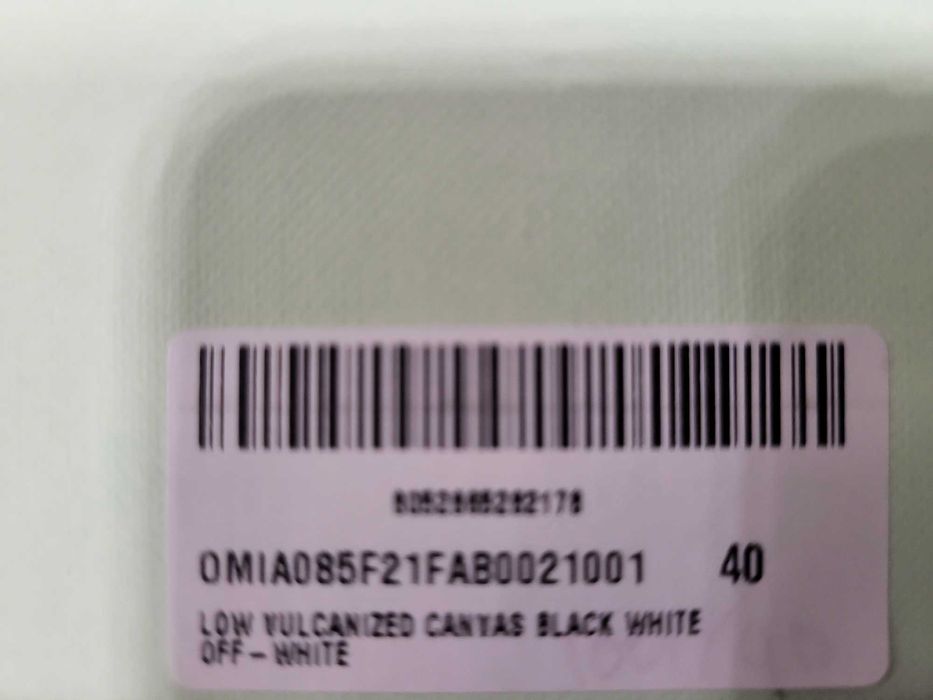 OMIA085F21FAB0021001 40
LOW VULCANIZED CANVAS BLACK WHITE
OFF-WHITE